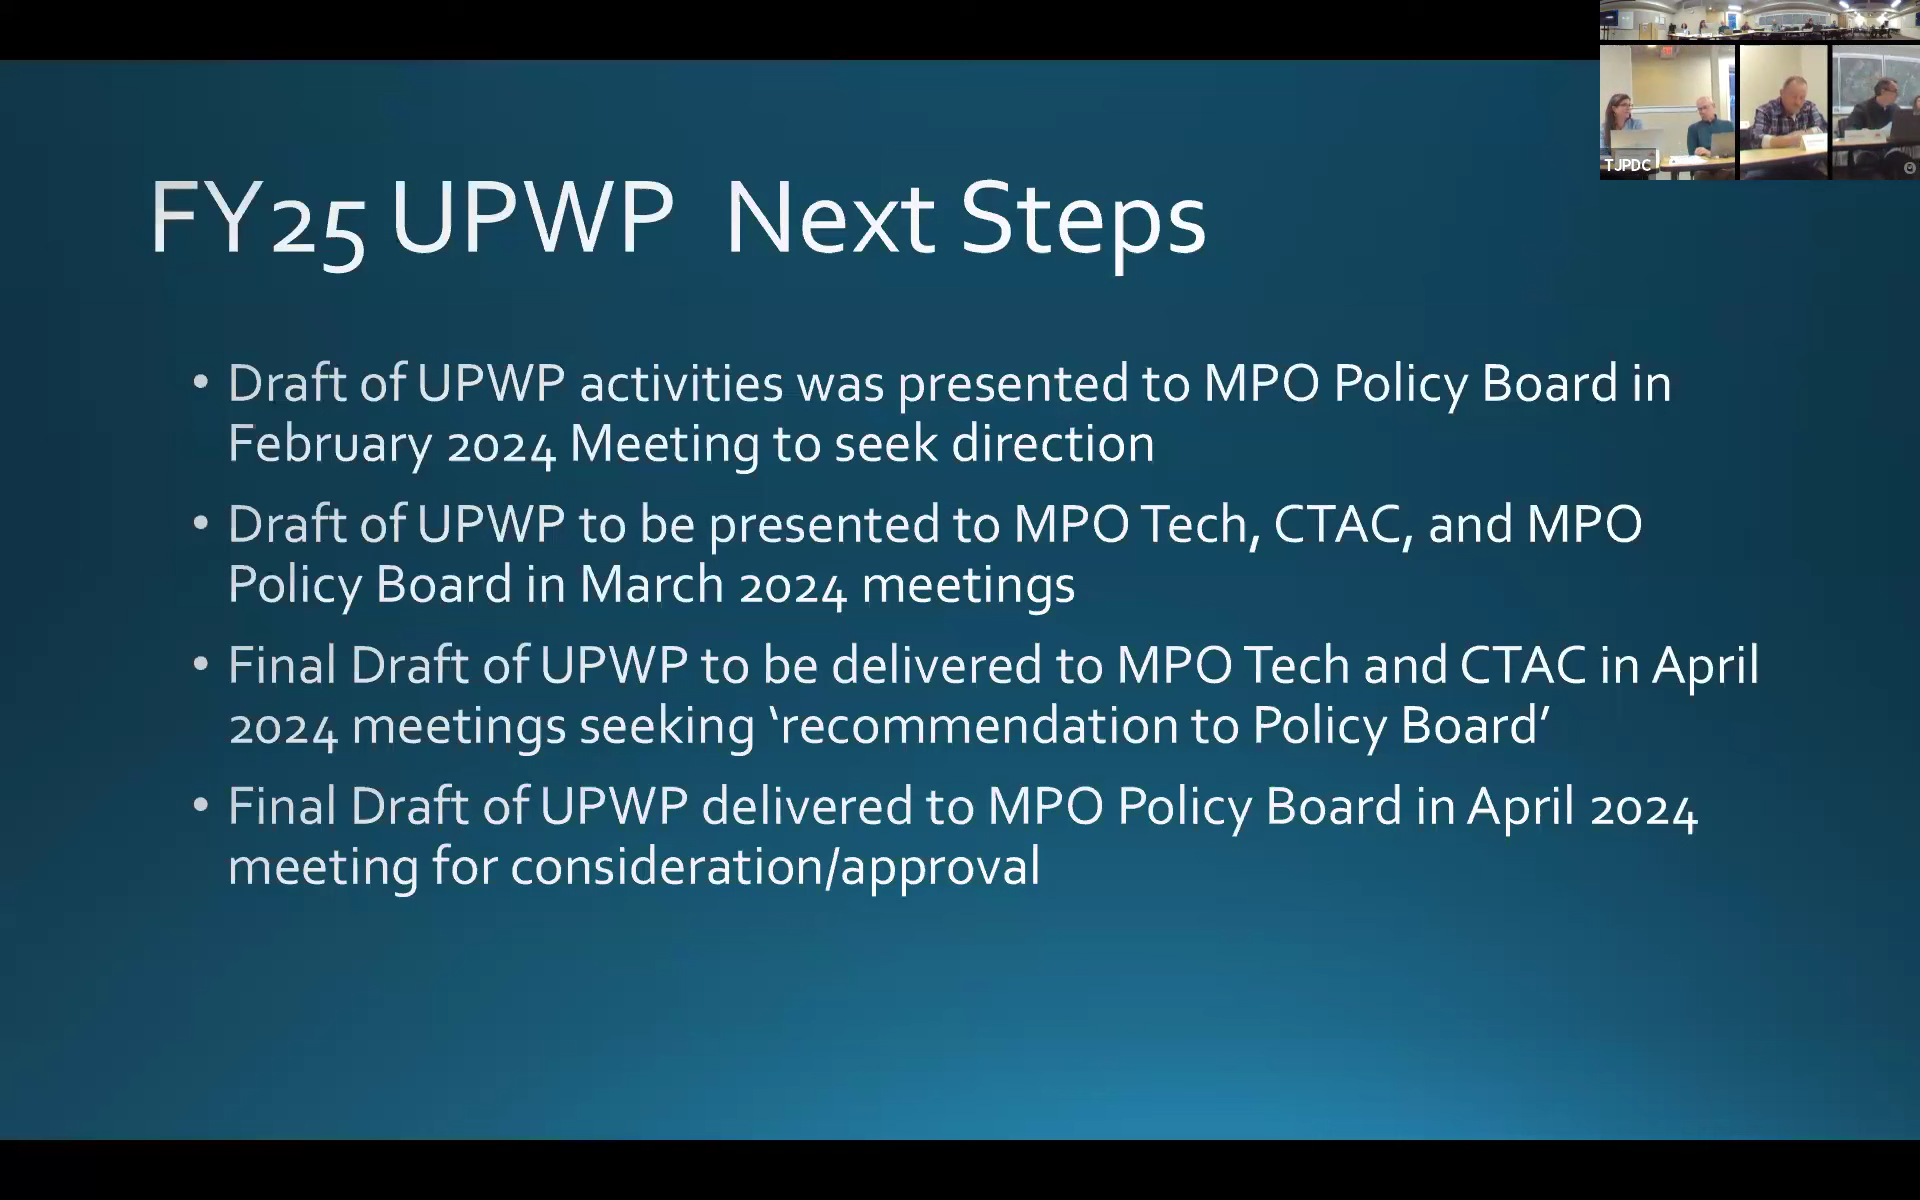 TJPDC
FY25 UPWP Next Steps
• Draft of UPWP activities was presented to MPO Policy Board in
February 2024 Meeting to seek direction
• Draft of UPWP to be presented to MPO Tech, CTAC, and MPO
Policy Board in March 2024 meetings
• Final Draft of UPWP to be delivered to MPO Tech and CTAC in April
2024 meetings seeking ‘recommendation to Policy Board’
• Final Draft of UPWP delivered to MPO Policy Board in April 2024
meeting for consideration/approval